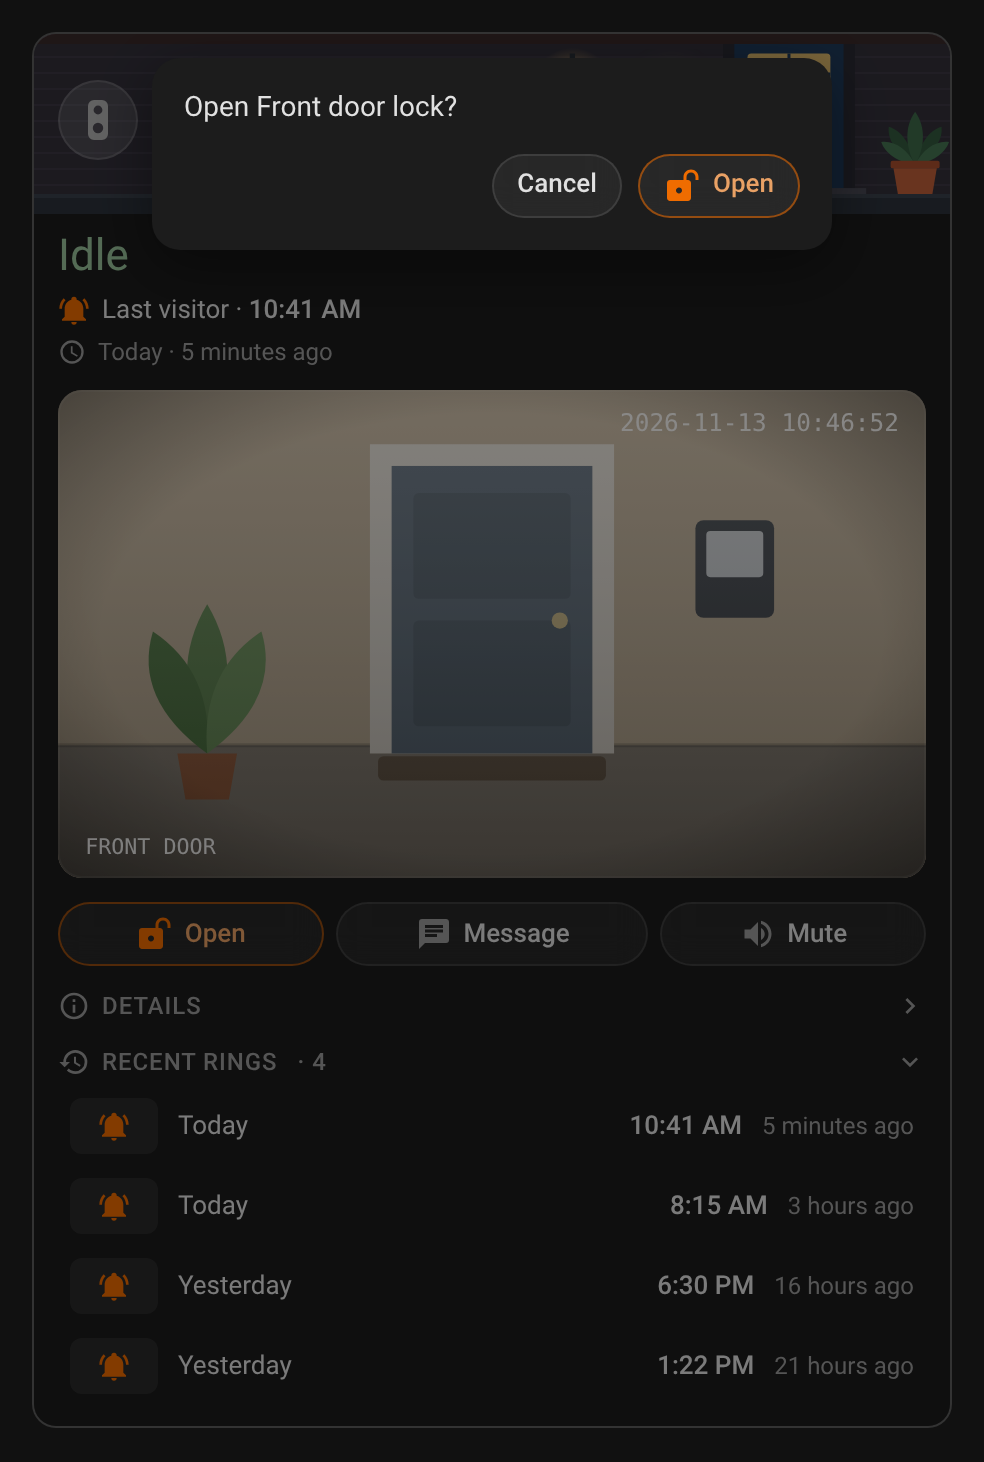 Open Front door lock?
Cancel
Open
Idle
Last visitor · 10:41 AM
Today · 5 minutes ago
2026-11-13 10:46:52
FRONT DOOR
Open
Message
Mute
DETAILS
RECENT RINGS · 4
Today 10:41 AM 5 minutes ago
Today 8:15 AM 3 hours ago
Yesterday 6:30 PM 16 hours ago
Yesterday 1:22 PM 21 hours ago